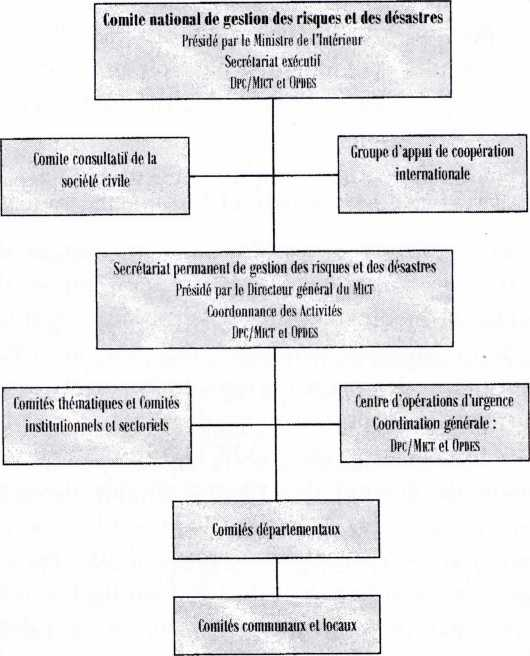 Comite national de gestion des risques et des désastres
Présidé par le Ministre de l'Intérieur
Secrétariat exécutif
DPC/MICT et OPDES
Comite consultatif de la
société civile
Groupe d'appui de coopération
internationale
Secrétariat permanent de gestion des risques et des désastres
Présidé par le Directeur général du MICT
Coordonnance des Activités
DPC/MICT et OPDES
Comités thématiques et Comités
institutionnels et sectoriels
Centre d'opérations d'urgence
Coordination générale :
DPC/MICT et OPDES
Comités départementaux
Comités communaux et locaux